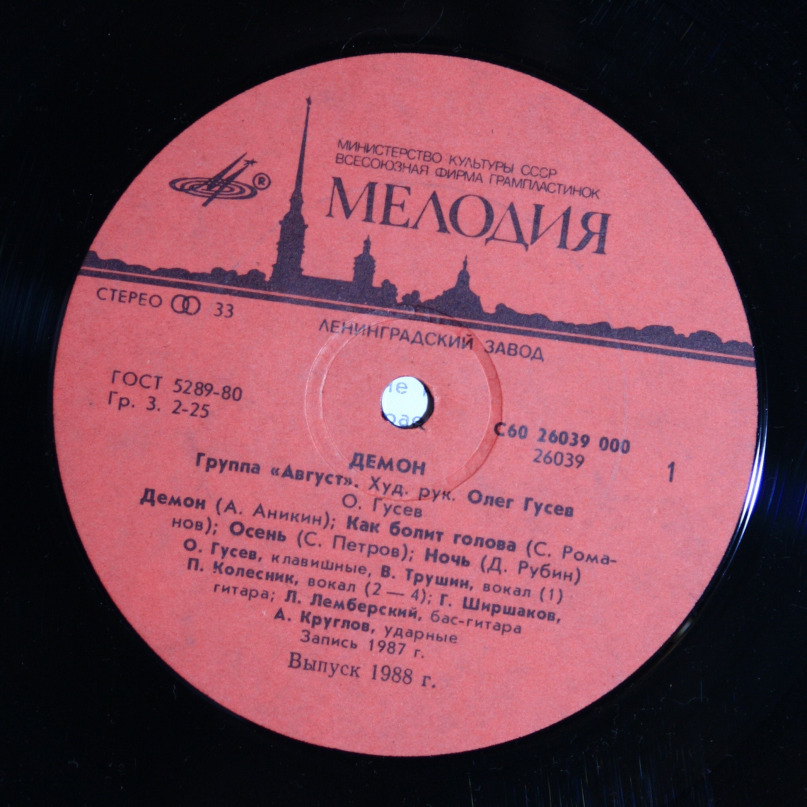 МИНИСТЕРСТВО КУЛЬТУРЫ СССР
ВСЕСОЮЗНАЯ ФИРМА ГРАМПЛАСТИНОК
МЕЛОДИЯ
®
СТЕРЕО 33
ЛЕНИНГРАДСКИЙ ЗАВОД
ГОСТ 5289-80
Гр. 3. 2-25
С60 26039 000
26039
1
ДЕМОН
Группа «Август». Худ. рук. Олег Гусев
О. Гусев
Демон (А. Аникин); Как болит голова (С. Рома-
нов); Осень (С. Петров); Ночь (Д. Рубин)
О. Гусев, клавишные, В. Трушин, вокал (1)
П. Колесник, вокал (2 — 4); Г. Ширшаков,
гитара; Л. Лемберский, бас-гитара
А. Круглов, ударные
Запись 1987 г.
Выпуск 1988 г.